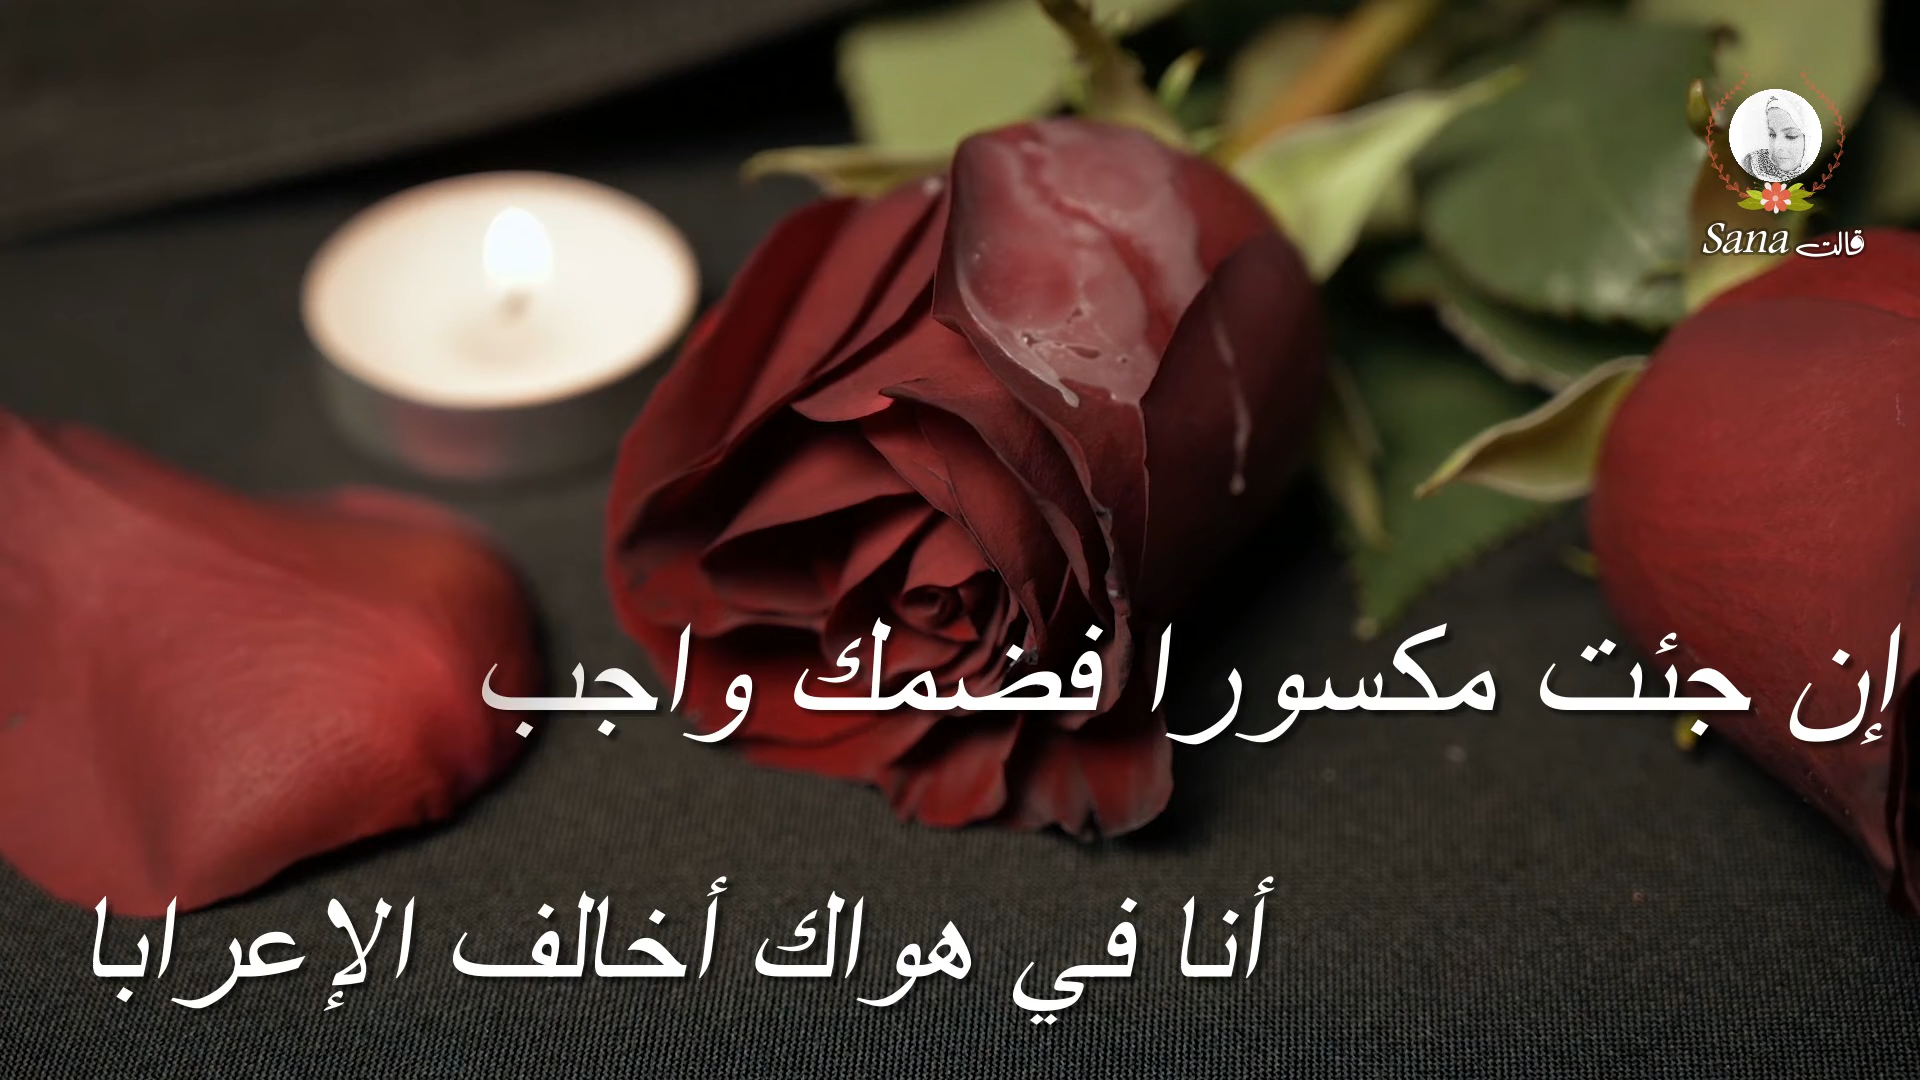 قالت Sana
إن جئت مكسورا فضمك واجب
أنا في هواك أخالف الإعرابا